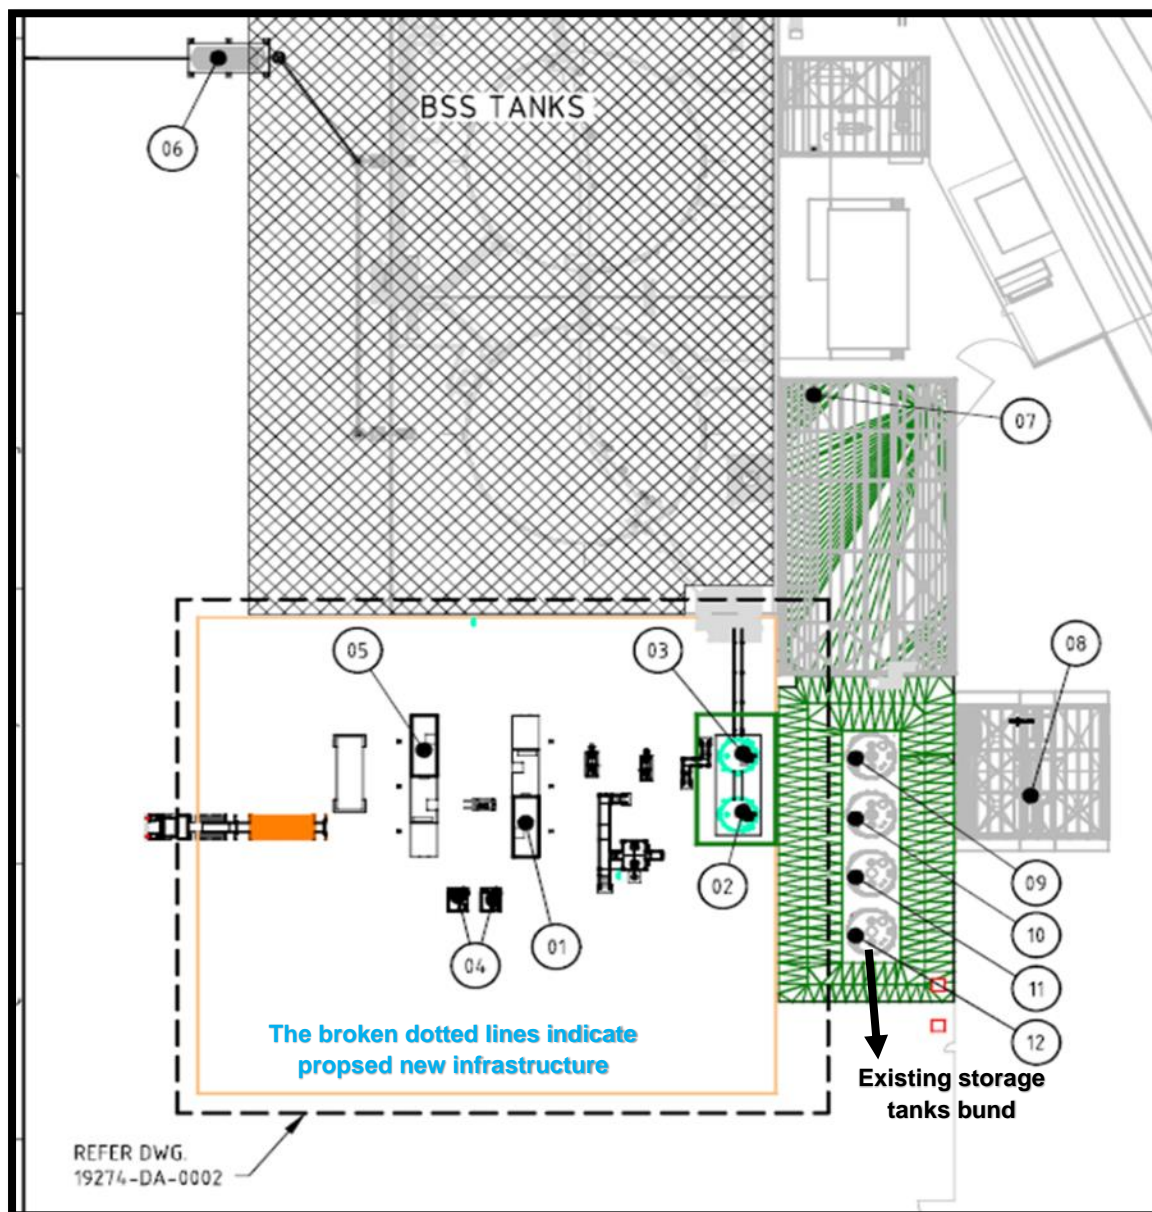 BSS TANKS
06
07
05
03
08
02
09
01
04
10
11
12
The broken dotted lines indicate
propsed new infrastructure
Existing storage
tanks bund
REFER DWG.
19274-DA-0002